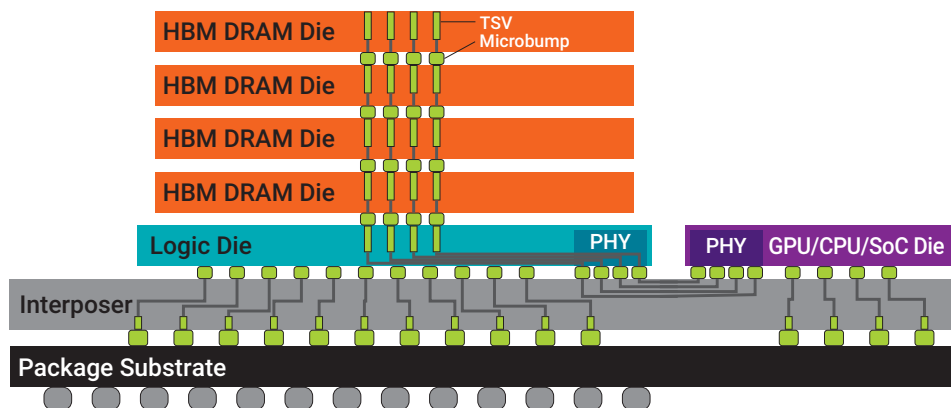 HBM DRAM Die
TSV
Microbump
HBM DRAM Die
HBM DRAM Die
HBM DRAM Die
Logic Die
PHY
PHY
GPU/CPU/SoC Die
Interposer
Package Substrate